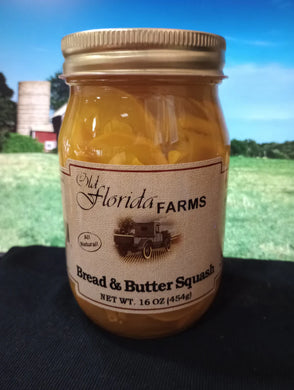 Old
Florida FARMS
All
Natural!
Bread & Butter Squash
NET WT. 16 OZ (454g)